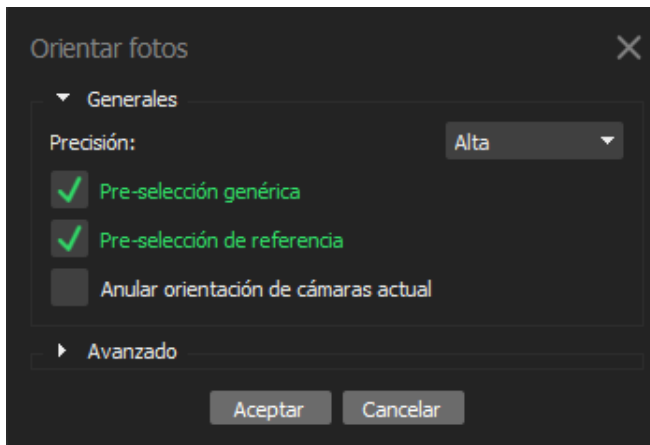 Orientar fotos
Generales
Precisión: Alta
Pre-selección genérica
Pre-selección de referencia
Anular orientación de cámaras actual
Avanzado
Aceptar Cancelar